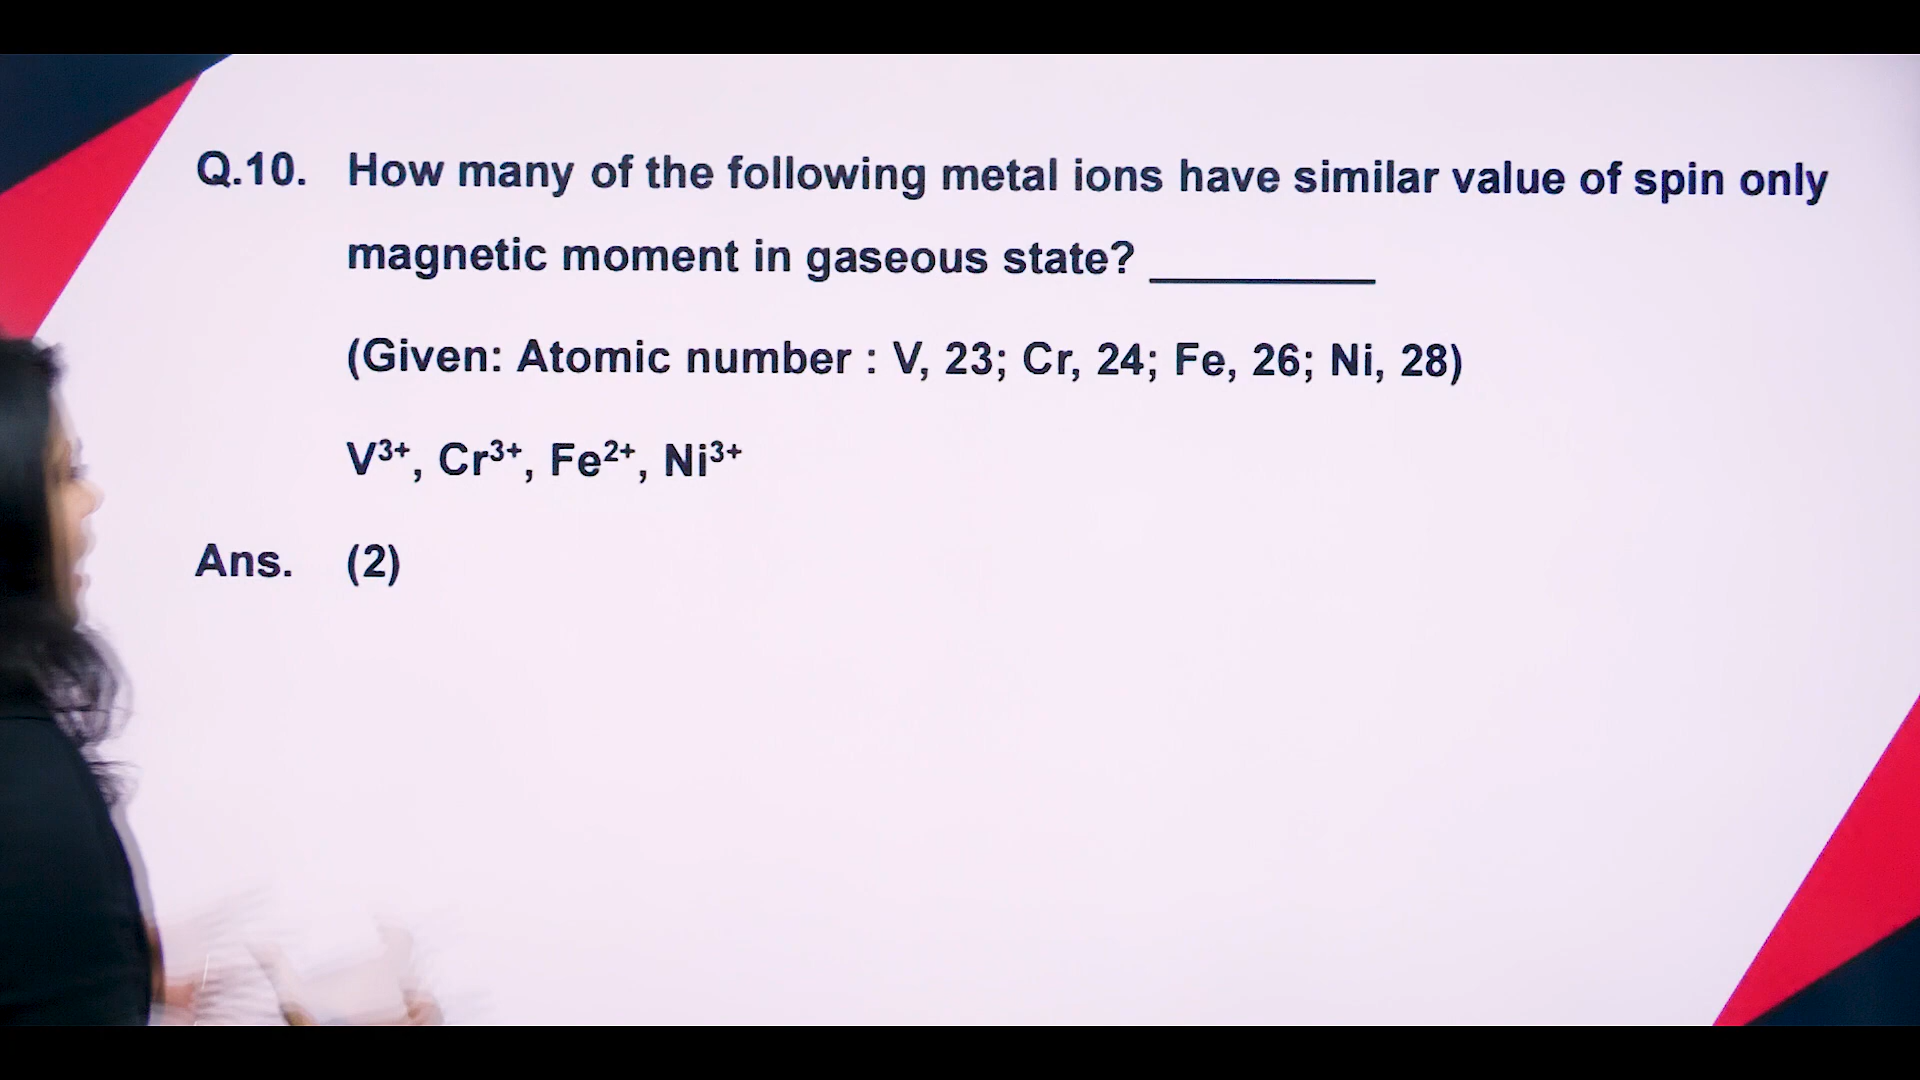 Q.10. How many of the following metal ions have similar value of spin only
magnetic moment in gaseous state? __________
(Given: Atomic number : V, 23; Cr, 24; Fe, 26; Ni, 28)
V³⁺, Cr³⁺, Fe²⁺, Ni³⁺
Ans. (2)